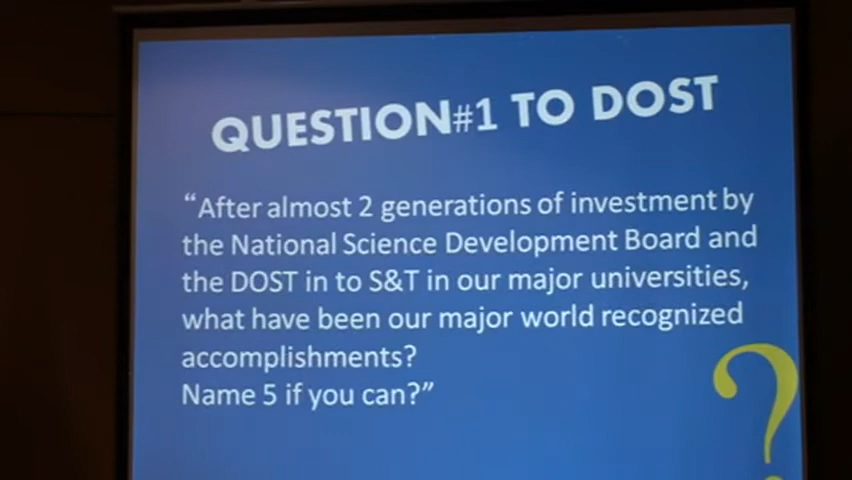 QUESTION#1 TO DOST
“After almost 2 generations of investment by
the National Science Development Board and
the DOST in to S&T in our major universities,
what have been our major world recognized
accomplishments?
Name 5 if you can?”
?